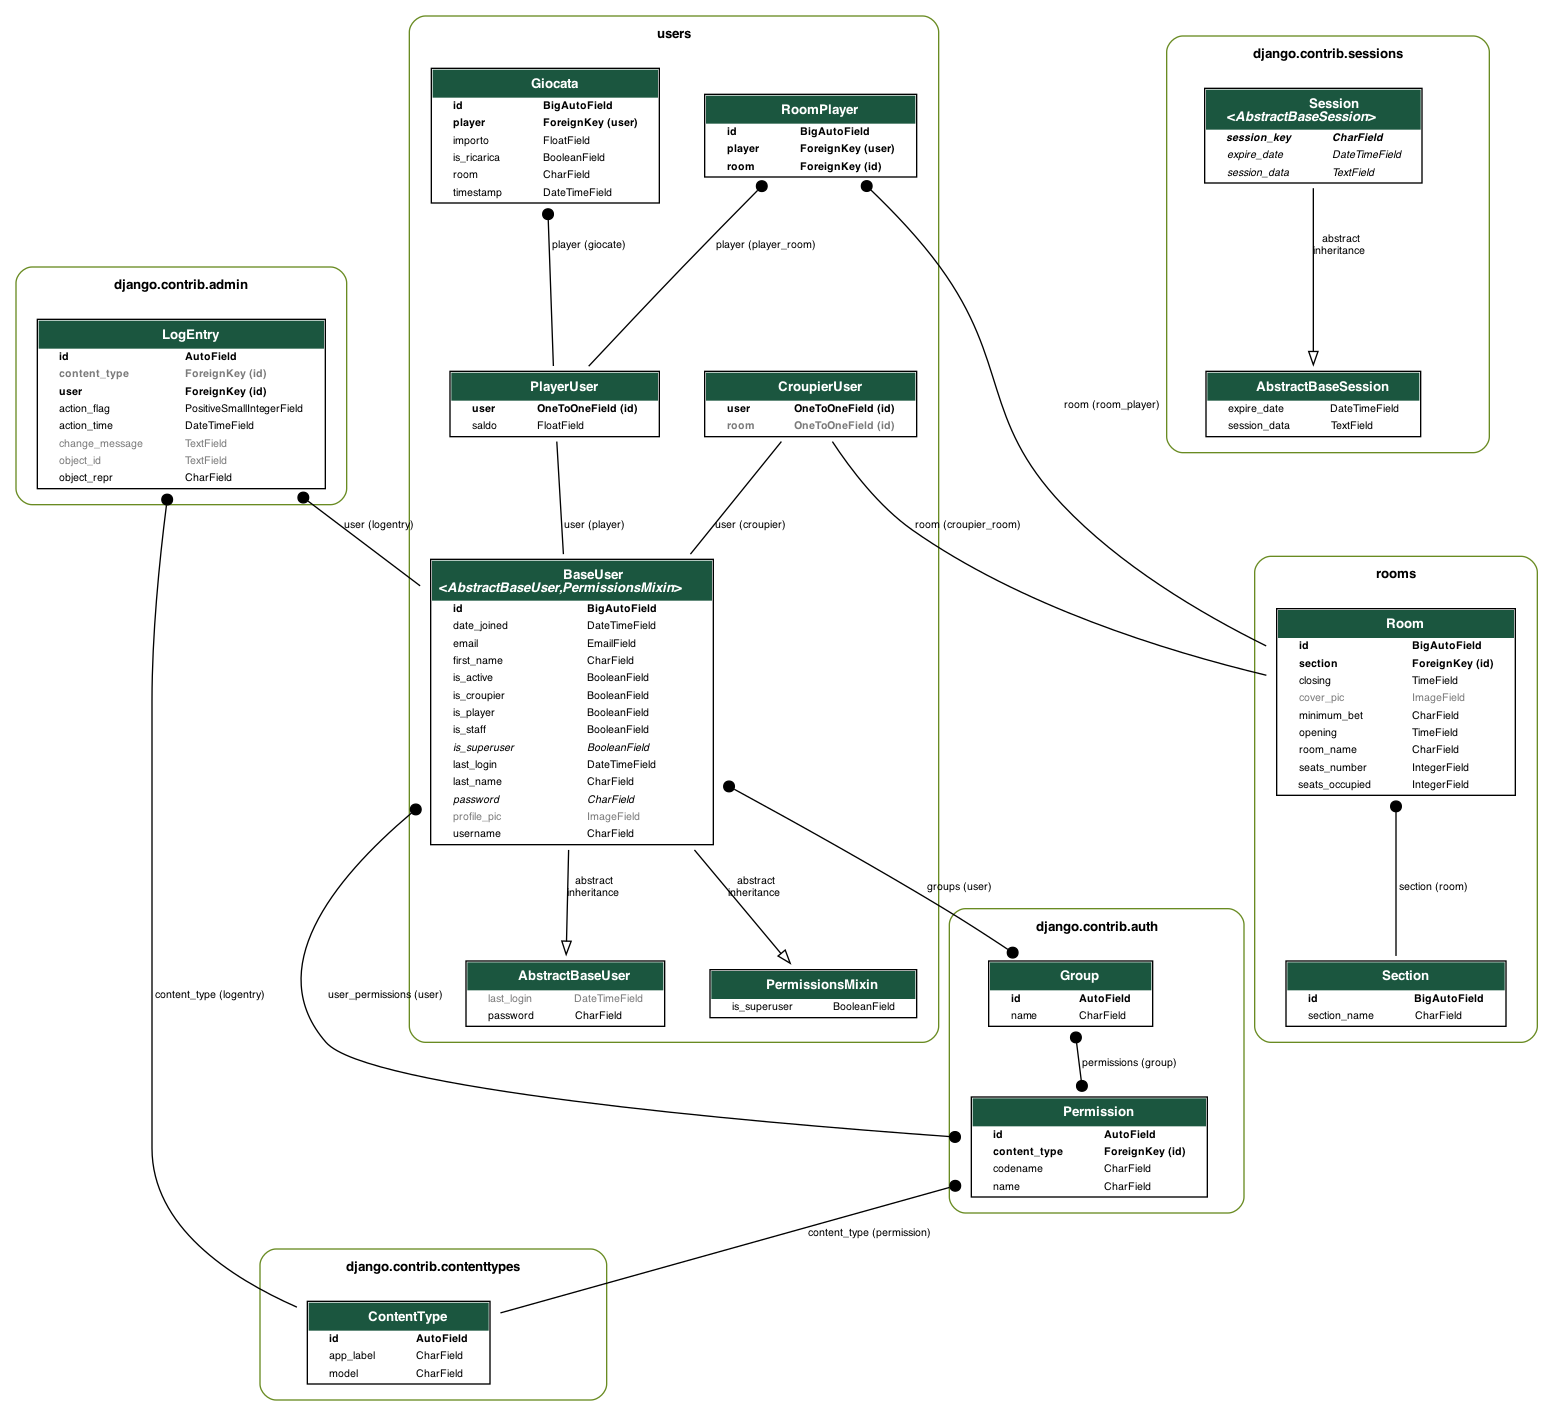 users
Giocata
id BigAutoField
player ForeignKey (user)
importo FloatField
is_ricarica BooleanField
room CharField
timestamp DateTimeField
RoomPlayer
id BigAutoField
player ForeignKey (user)
room ForeignKey (id)
django.contrib.sessions
Session
<AbstractBaseSession>
session_key CharField
expire_date DateTimeField
session_data TextField
player (giocate)
player (player_room)
abstract
inheritance
django.contrib.admin
LogEntry
id AutoField
content_type ForeignKey (id)
user ForeignKey (id)
action_flag PositiveSmallIntegerField
action_time DateTimeField
change_message TextField
object_id TextField
object_repr CharField
PlayerUser
user OneToOneField (id)
saldo FloatField
CroupierUser
user OneToOneField (id)
room OneToOneField (id)
room (room_player)
AbstractBaseSession
expire_date DateTimeField
session_data TextField
user (logentry)
user (player)
user (croupier)
room (croupier_room)
BaseUser
<AbstractBaseUser,PermissionsMixin>
id BigAutoField
date_joined DateTimeField
email EmailField
first_name CharField
is_active BooleanField
is_croupier BooleanField
is_player BooleanField
is_staff BooleanField
is_superuser BooleanField
last_login DateTimeField
last_name CharField
password CharField
profile_pic ImageField
username CharField
rooms
Room
id BigAutoField
section ForeignKey (id)
closing TimeField
cover_pic ImageField
minimum_bet CharField
opening TimeField
room_name CharField
seats_number IntegerField
seats_occupied IntegerField
abstract
inheritance
abstract
inheritance
groups (user)
section (room)
django.contrib.auth
AbstractBaseUser
last_login DateTimeField
password CharField
PermissionsMixin
is_superuser BooleanField
Group
id AutoField
name CharField
Section
id BigAutoField
section_name CharField
content_type (logentry)
user_permissions (user)
permissions (group)
Permission
id AutoField
content_type ForeignKey (id)
codename CharField
name CharField
content_type (permission)
django.contrib.contenttypes
ContentType
id AutoField
app_label CharField
model CharField